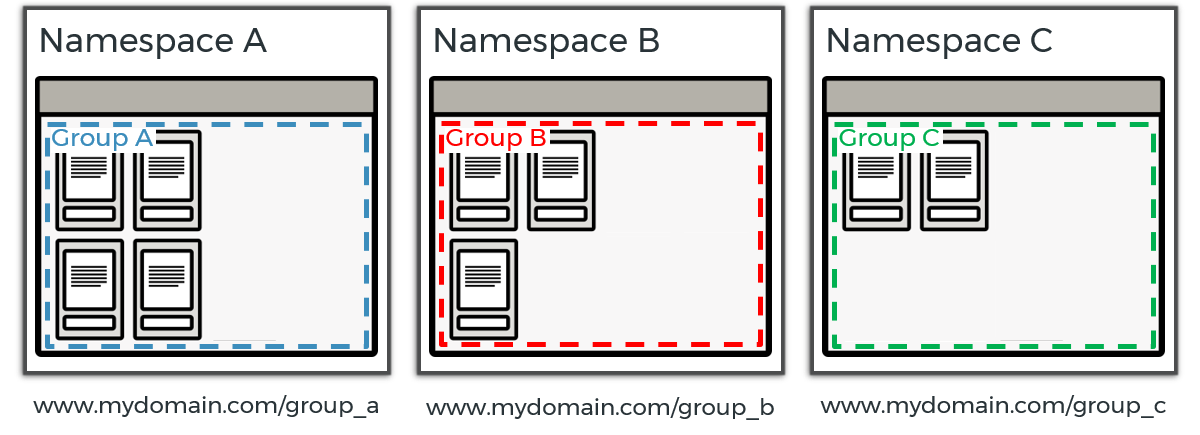 Namespace A
Namespace B
Namespace C
Group A
Group B
Group C
www.mydomain.com/group_a
www.mydomain.com/group_b
www.mydomain.com/group_c